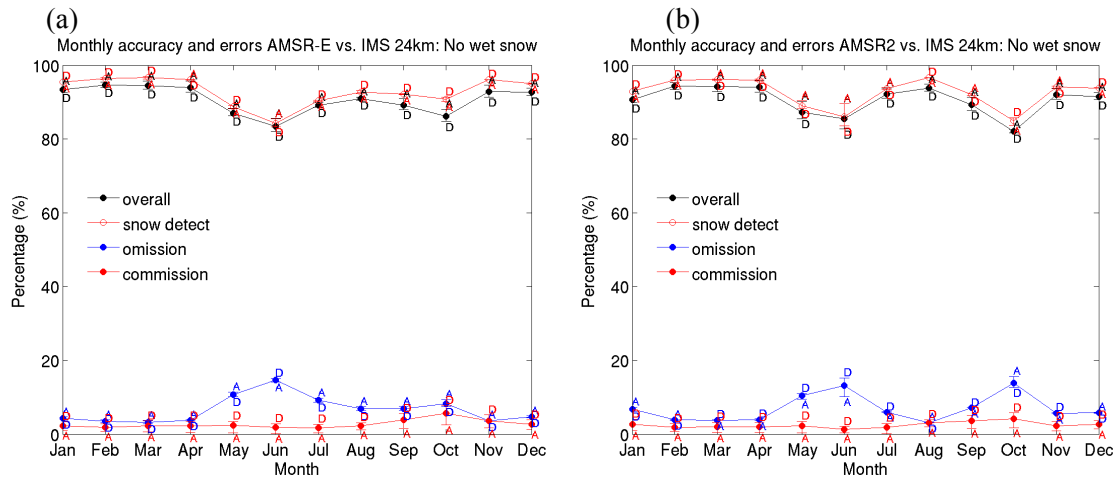 (a)
Monthly accuracy and errors AMSR-E vs. IMS 24km: No wet snow
100
80
60
40
20
0
Percentage (%)
overall
snow detect
omission
commission
Jan Feb Mar Apr May Jun Jul Aug Sep Oct Nov Dec
Month
(b)
Monthly accuracy and errors AMSR2 vs. IMS 24km: No wet snow
100
80
60
40
20
0
Percentage (%)
overall
snow detect
omission
commission
Jan Feb Mar Apr May Jun Jul Aug Sep Oct Nov Dec
Month